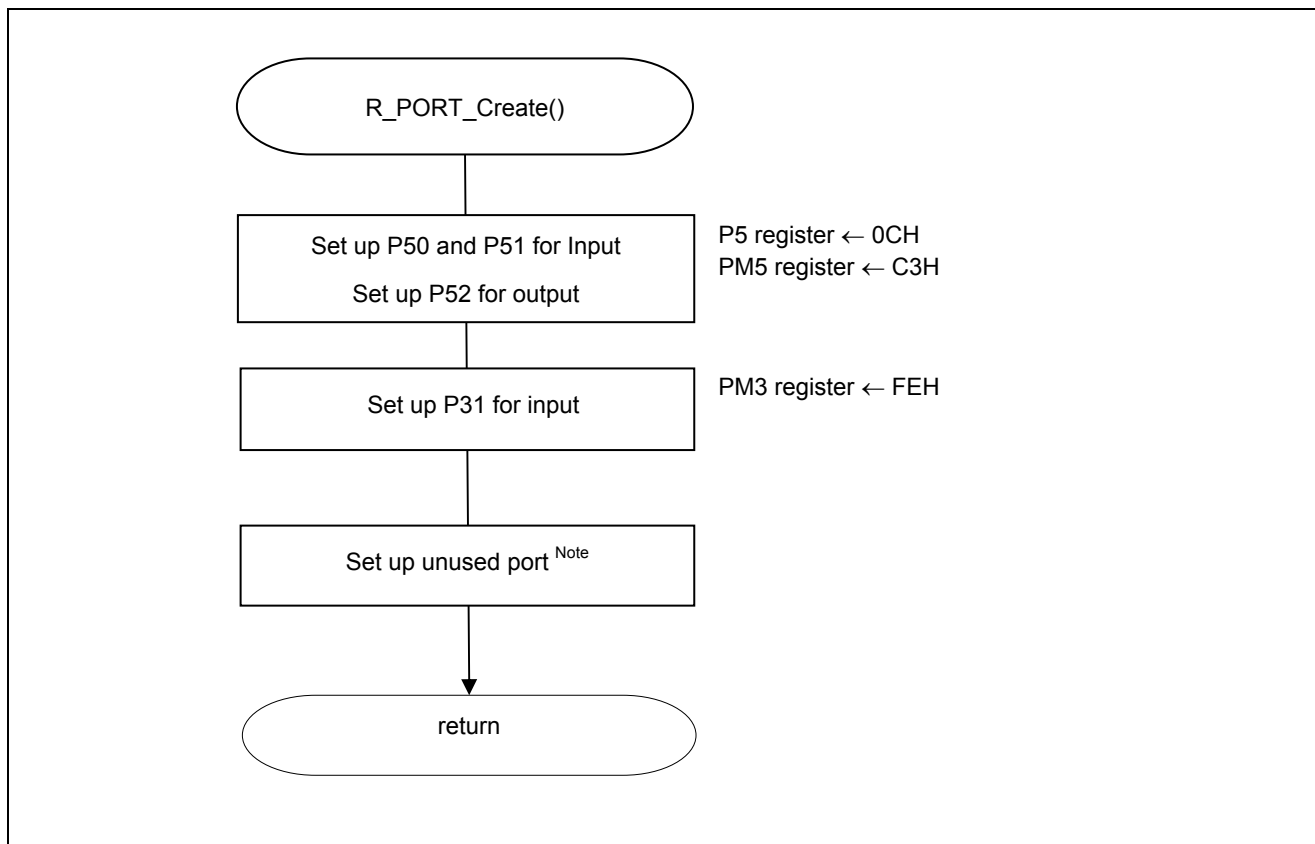 R_PORT_Create()
Set up P50 and P51 for Input
Set up P52 for output
P5 register ← 0CH
PM5 register ← C3H
Set up P31 for input
PM3 register ← FEH
Set up unused port Note
return